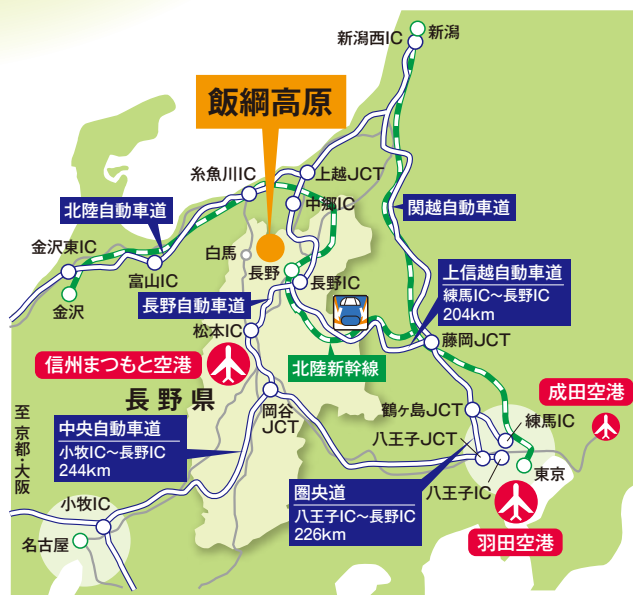 新潟西IC
新潟
飯綱高原
糸魚川IC
上越JCT
中郷IC
北陸自動車道
関越自動車道
金沢東IC
白馬
富山IC
長野
長野IC
金沢
長野自動車道
上信越自動車道
練馬IC〜長野IC
204km
松本IC
藤岡JCT
北陸新幹線
信州まつもと空港
長野県
岡谷
JCT
鶴ヶ島JCT
成田空港
練馬IC
八王子JCT
中央自動車道
小牧IC〜長野IC
244km
至京都・大阪
東京
八王子IC
圏央道
八王子IC〜長野IC
226km
小牧IC
名古屋
羽田空港